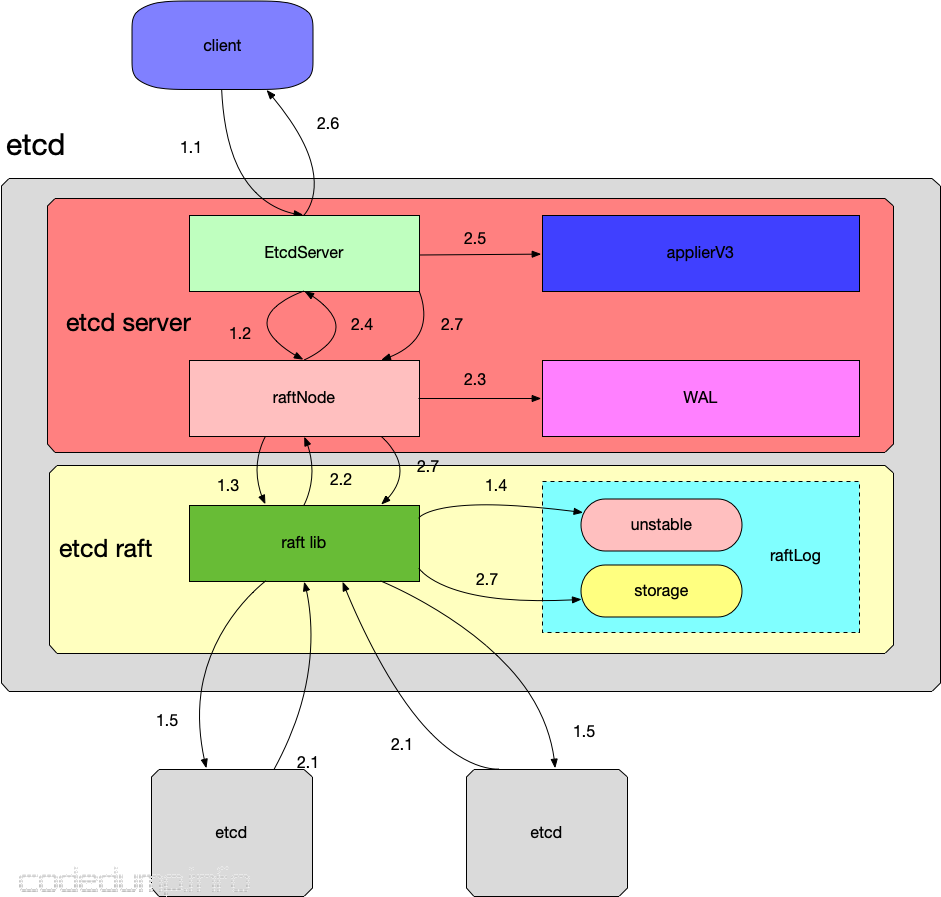 client
2.6
1.1
etcd
EtcdServer
2.5
applierV3
etcd server
1.2
2.4
2.7
raftNode
2.3
WAL
2.7
1.3
2.2
1.4
etcd raft
raft lib
unstable
raftLog
2.7
storage
1.5
2.1
2.1
1.5
etcd
etcd
codedump.info